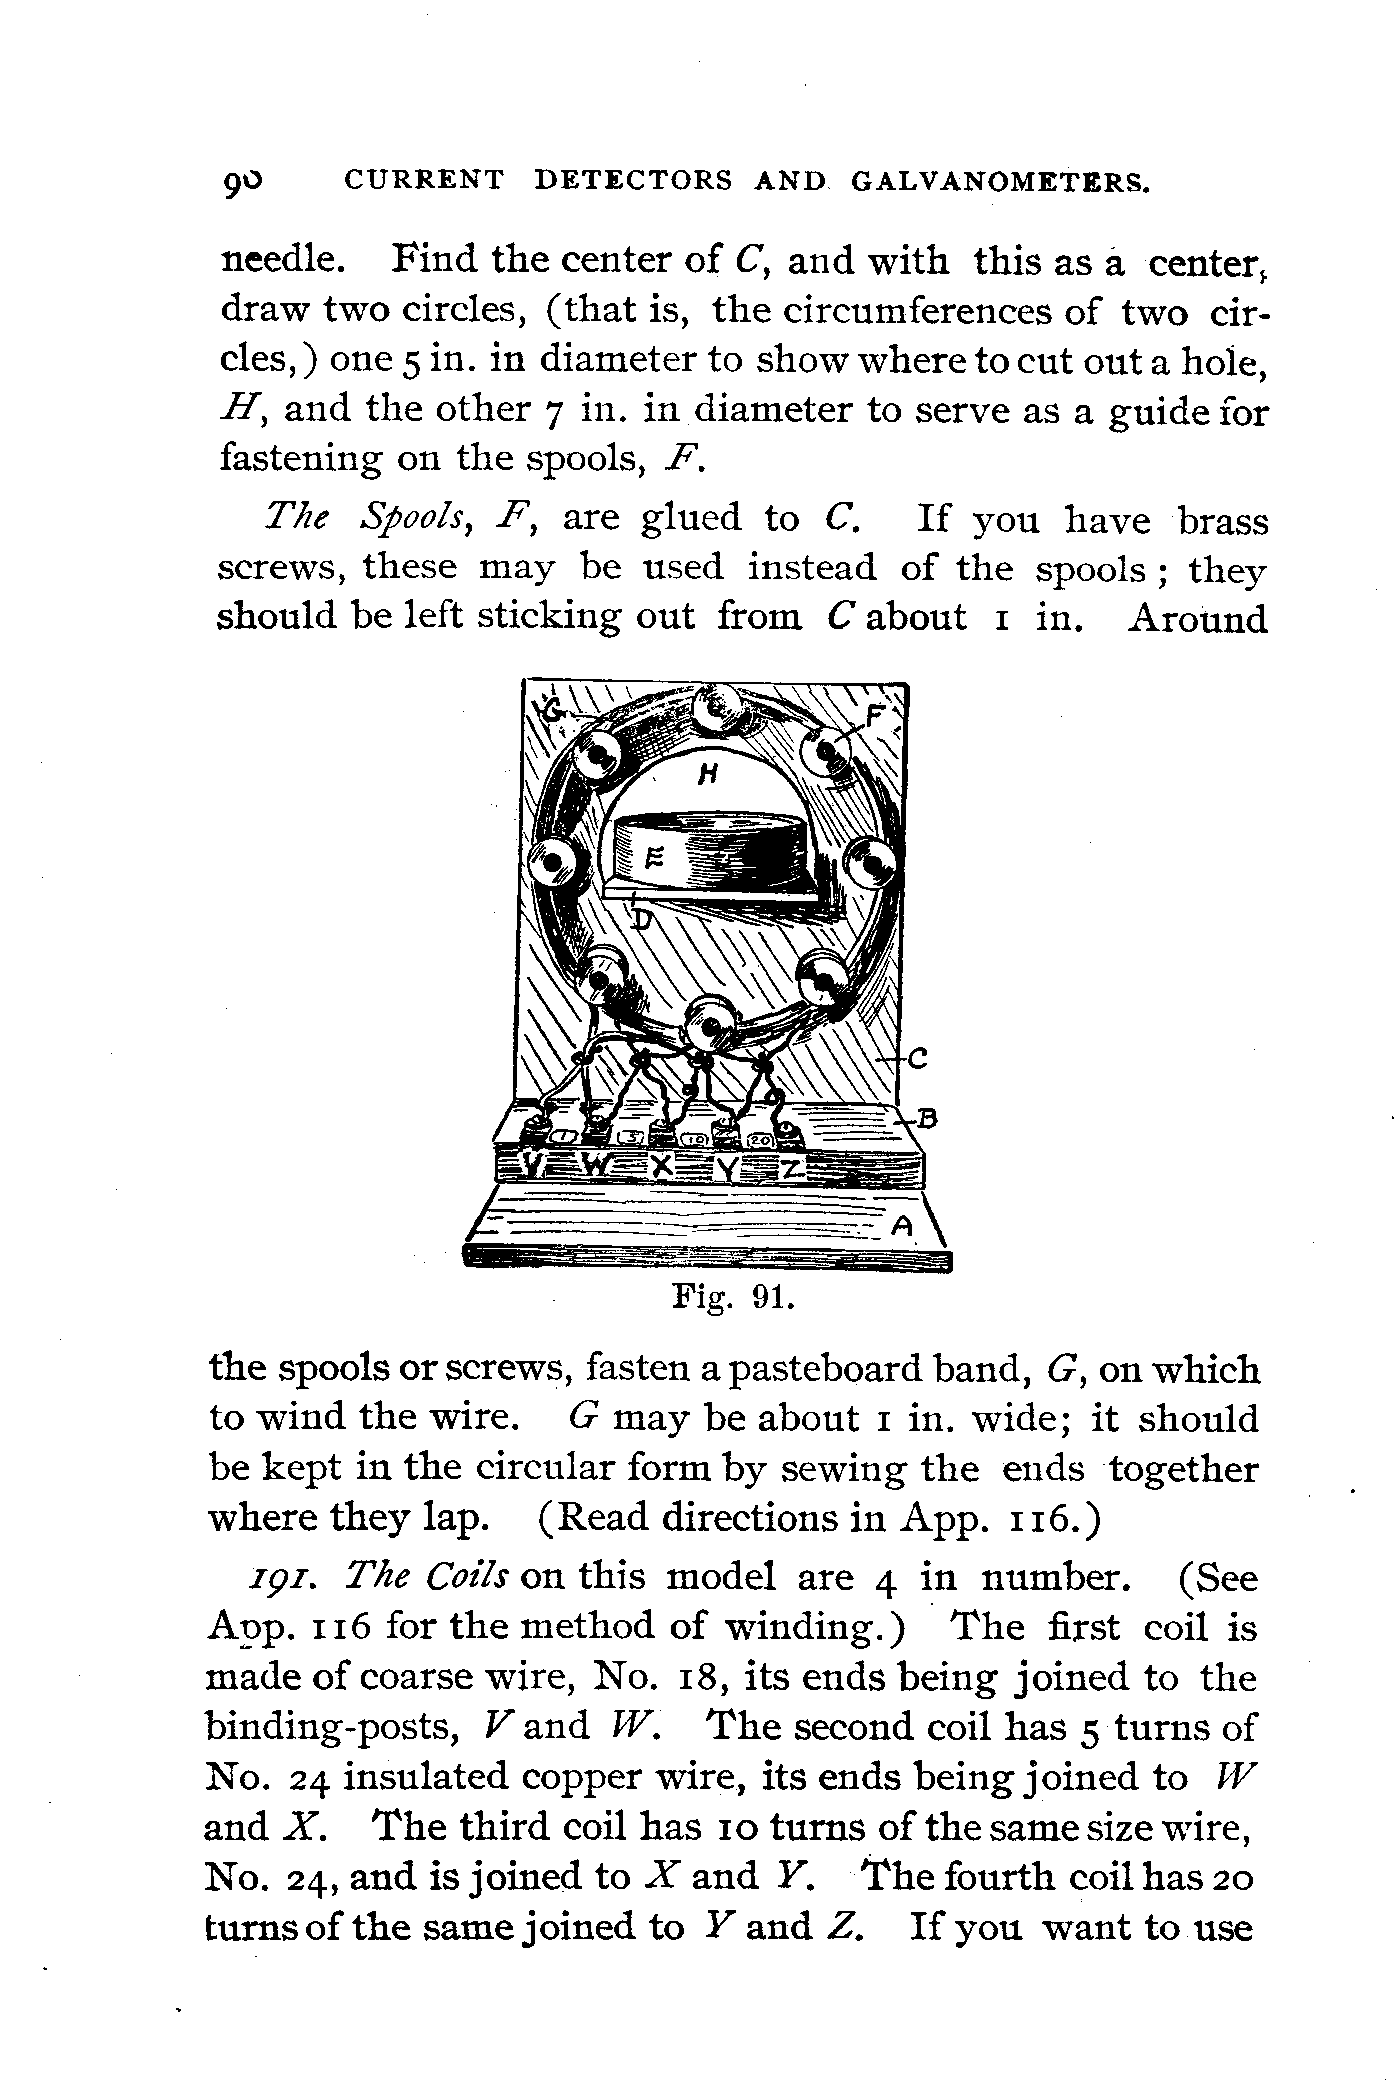 90 CURRENT DETECTORS AND GALVANOMETERS.
needle. Find the center of C, and with this as a center,
draw two circles, (that is, the circumferences of two cir-
cles,) one 5 in. in diameter to show where to cut out a hole,
H, and the other 7 in. in diameter to serve as a guide for
fastening on the spools, F.
The Spools, F, are glued to C. If you have brass
screws, these may be used instead of the spools ; they
should be left sticking out from C about 1 in. Around
G
F
H
E
D
C
B
1 5 10 20
V W X Y Z
A
Fig. 91.
the spools or screws, fasten a pasteboard band, G, on which
to wind the wire. G may be about 1 in. wide; it should
be kept in the circular form by sewing the ends together
where they lap. (Read directions in App. 116.)
191. The Coils on this model are 4 in number. (See
App. 116 for the method of winding.) The first coil is
made of coarse wire, No. 18, its ends being joined to the
binding-posts, V and W. The second coil has 5 turns of
No. 24 insulated copper wire, its ends being joined to W
and X. The third coil has 10 turns of the same size wire,
No. 24, and is joined to X and Y. The fourth coil has 20
turns of the same joined to Y and Z. If you want to use